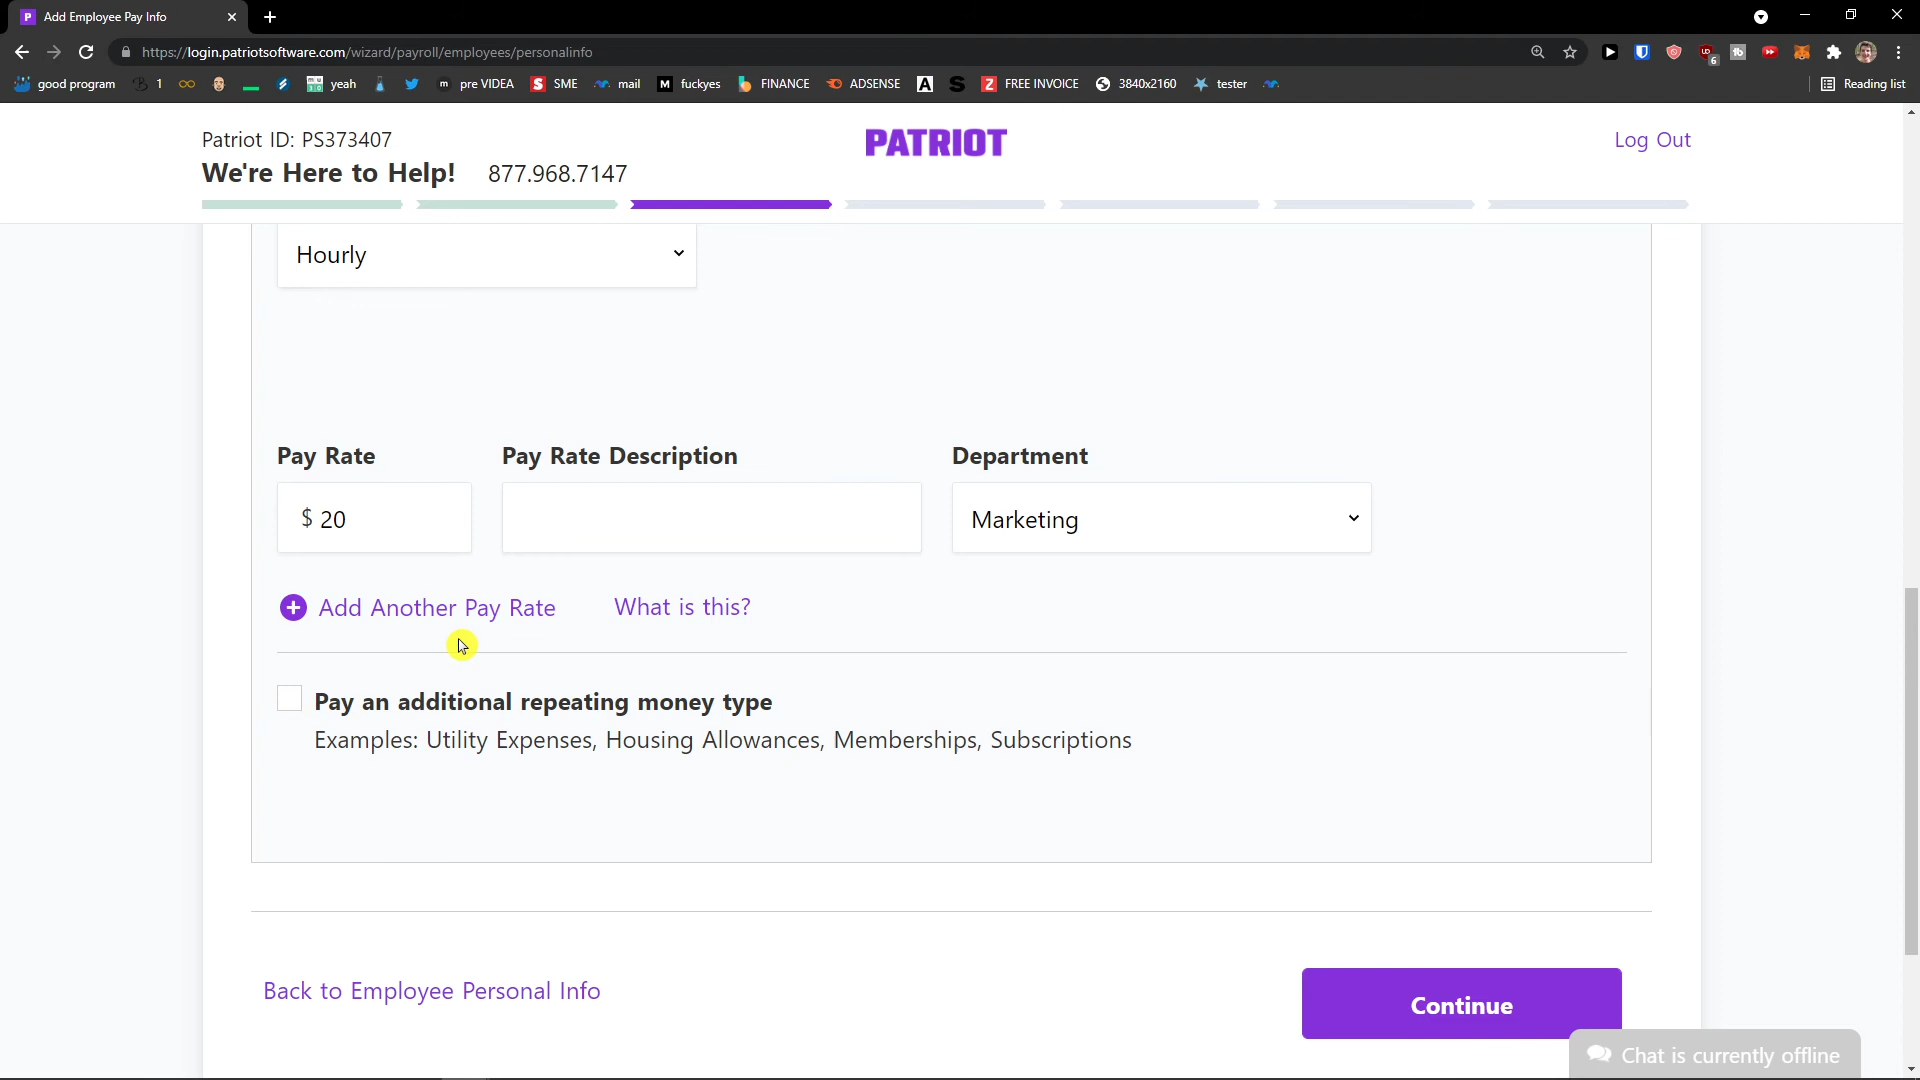 P Add Employee Pay Info
https://login.patriotsoftware.com/wizard/payroll/employees/personalinfo
6
good program 1 yeah m pre VIDEA S SME mail M fuckyes FINANCE ADSENSE A S Z FREE INVOICE 3840x2160 tester Reading list
Patriot ID: PS373407
We're Here to Help! 877.968.7147
PATRIOT
Log Out
Hourly
Pay Rate Pay Rate Description Department
$ 20 Marketing
Add Another Pay Rate What is this?
Pay an additional repeating money type
Examples: Utility Expenses, Housing Allowances, Memberships, Subscriptions
Back to Employee Personal Info
Continue
Chat is currently offline